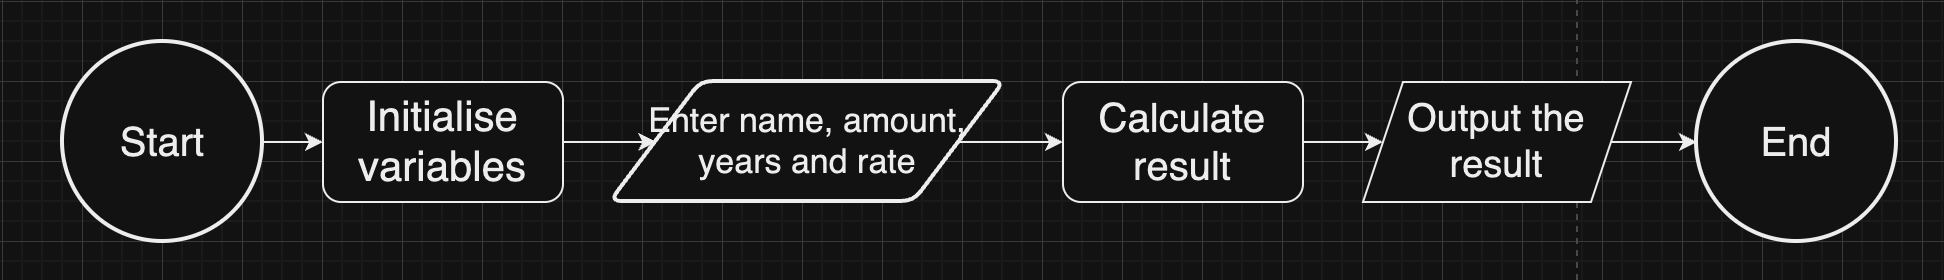 Start
Initialise
variables
Enter name, amount,
years and rate
Calculate
result
Output the
result
End